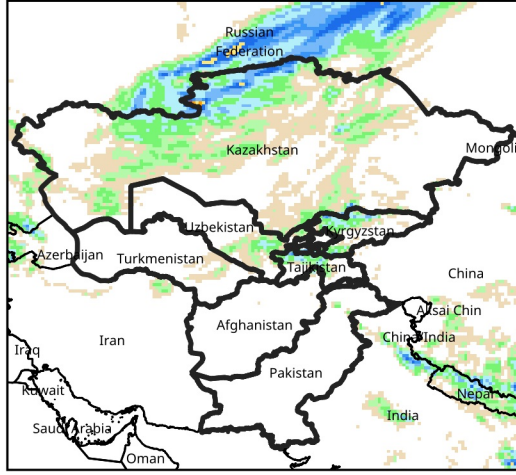 Russian
Federation
Kazakhstan
Mongoli
Uzbekistan
Kyrgyzstan
Azerbaijan
Turkmenistan
Tajikistan
China
Aksai Chin
Afghanistan
China/India
Iran
Iraq
Pakistan
Kuwait
Nepal
India
Saudi Arabia
Oman